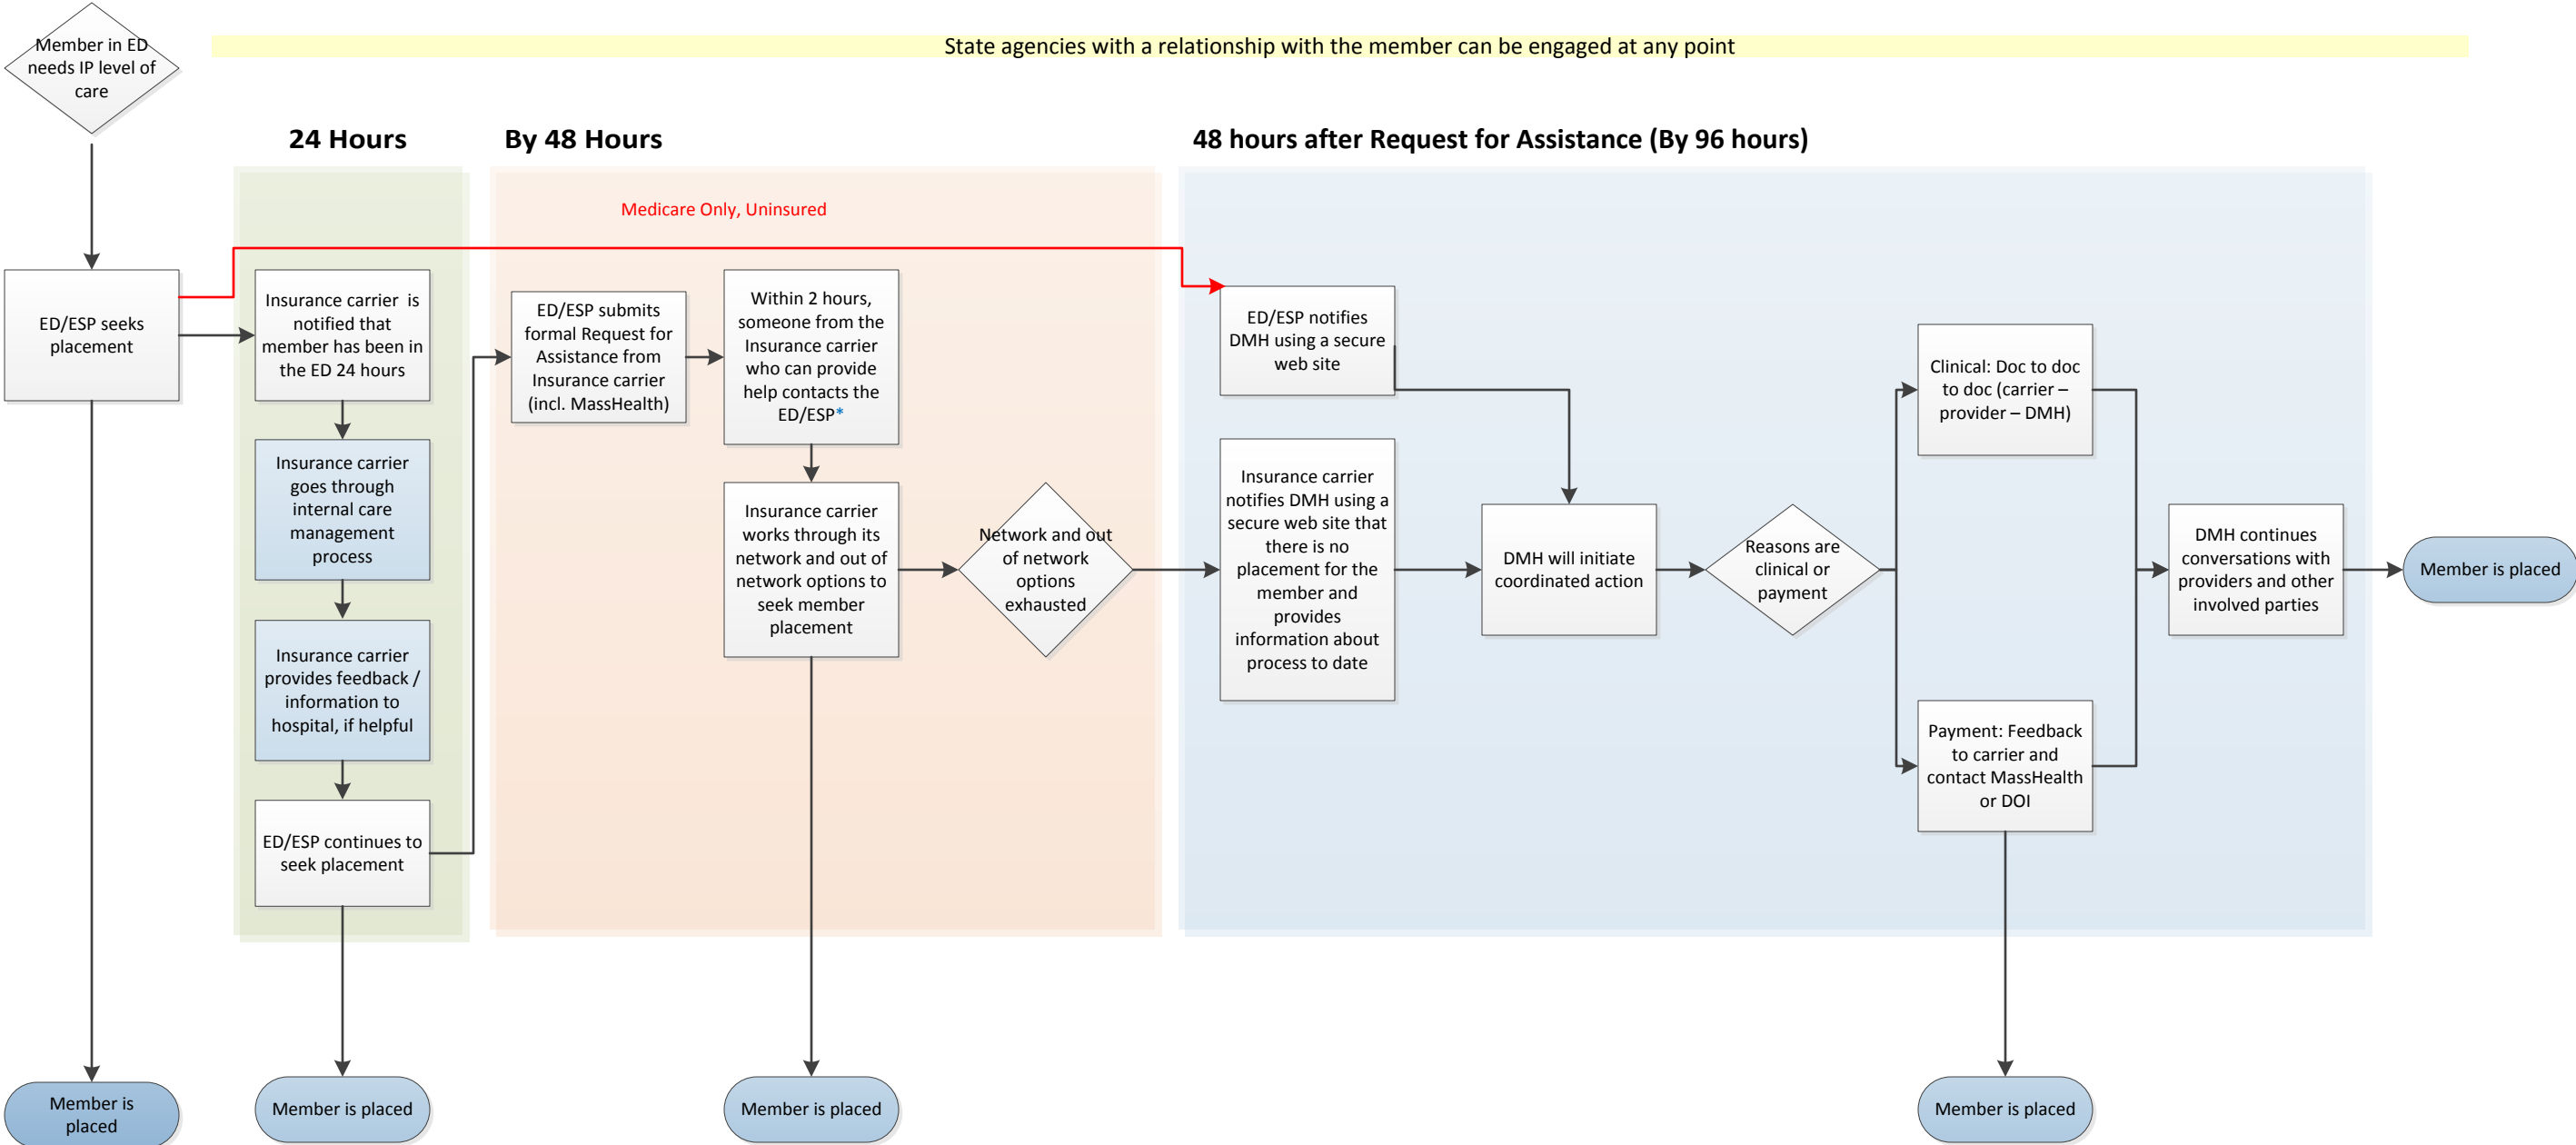 Member in ED
needs IP level of
care
State agencies with a relationship with the member can be engaged at any point
24 Hours
By 48 Hours
48 hours after Request for Assistance (By 96 hours)
Medicare Only, Uninsured
ED/ESP seeks
placement
Insurance carrier is
notified that
member has been in
the ED 24 hours
Insurance carrier
goes through
internal care
management
process
Insurance carrier
provides feedback /
information to
hospital, if helpful
ED/ESP continues to
seek placement
ED/ESP submits
formal Request for
Assistance from
Insurance carrier
(incl. MassHealth)
Within 2 hours,
someone from the
Insurance carrier
who can provide
help contacts the
ED/ESP*
Insurance carrier
works through its
network and out of
network options to
seek member
placement
Network and out
of network
options
exhausted
ED/ESP notifies
DMH using a secure
web site
Insurance carrier
notifies DMH using a
secure web site that
there is no
placement for the
member and
provides
information about
process to date
DMH will initiate
coordinated action
Reasons are
clinical or
payment
Clinical: Doc to doc
to doc (carrier –
provider – DMH)
Payment: Feedback
to carrier and
contact MassHealth
or DOI
DMH continues
conversations with
providers and other
involved parties
Member is placed
Member is
placed
Member is placed
Member is placed
Member is placed